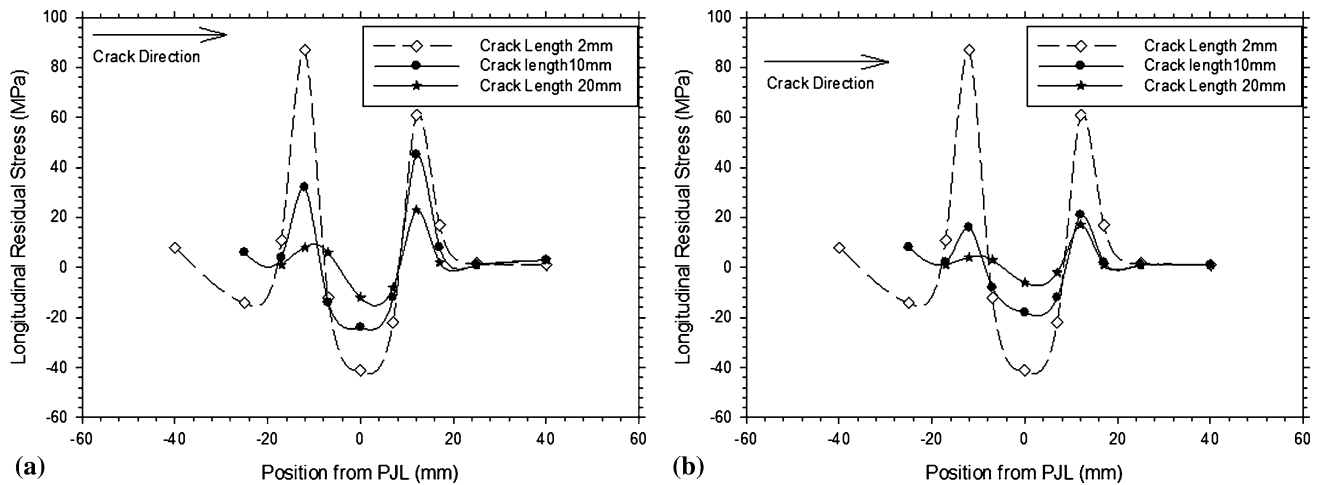 100
80
60
40
20
0
-20
-40
-60
Longitudinal Residual Stress (MPa)
Crack Direction
Crack Length 2mm
Crack length10mm
Crack Length 20mm
-60 -40 -20 0 20 40 60
Position from PJL (mm)
(a)
100
80
60
40
20
0
-20
-40
-60
Longitudinal Residual Stress (MPa)
Crack Direction
Crack Length 2mm
Crack length10mm
Crack Length 20mm
-60 -40 -20 0 20 40 60
Position from PJL (mm)
(b)